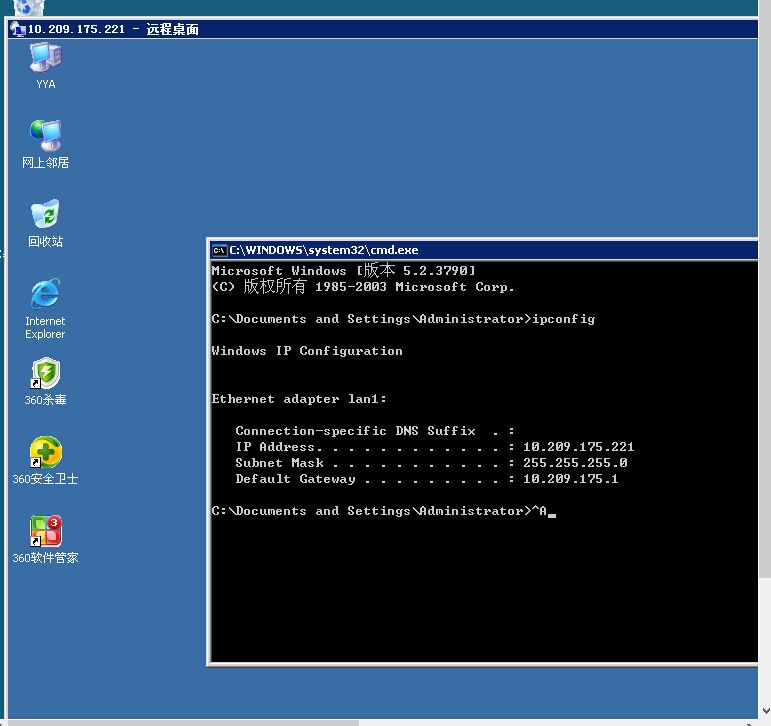 10.209.175.221 - 远程桌面
YYA
网上邻居
回收站
Internet
Explorer
360杀毒
360安全卫士
3
360软件管家
C:\WINDOWS\system32\cmd.exe
Microsoft Windows [版本 5.2.3790]
(C) 版权所有 1985-2003 Microsoft Corp.
C:\Documents and Settings\Administrator>ipconfig
Windows IP Configuration
Ethernet adapter lan1:
Connection-specific DNS Suffix  . :
IP Address. . . . . . . . . . . . : 10.209.175.221
Subnet Mask . . . . . . . . . . . : 255.255.255.0
Default Gateway . . . . . . . . . : 10.209.175.1
C:\Documents and Settings\Administrator>^A